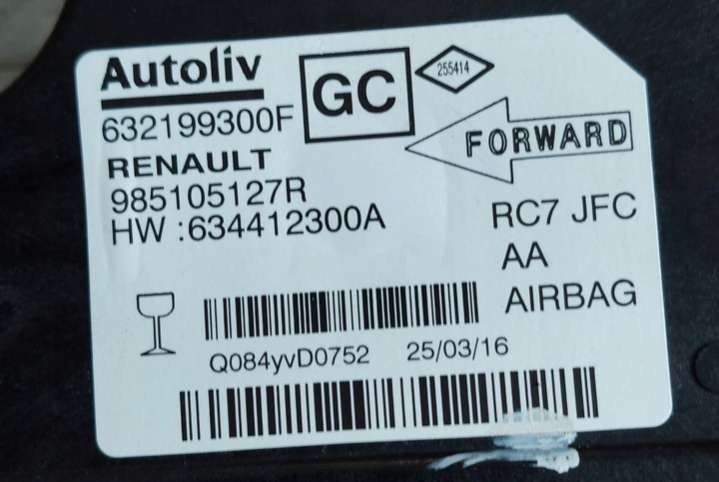 Autoliv
GC
255414
632199300F
FORWARD
RENAULT
985105127R
HW :634412300A
RC7 JFC
AA
AIRBAG
Q084yvD0752 25/03/16